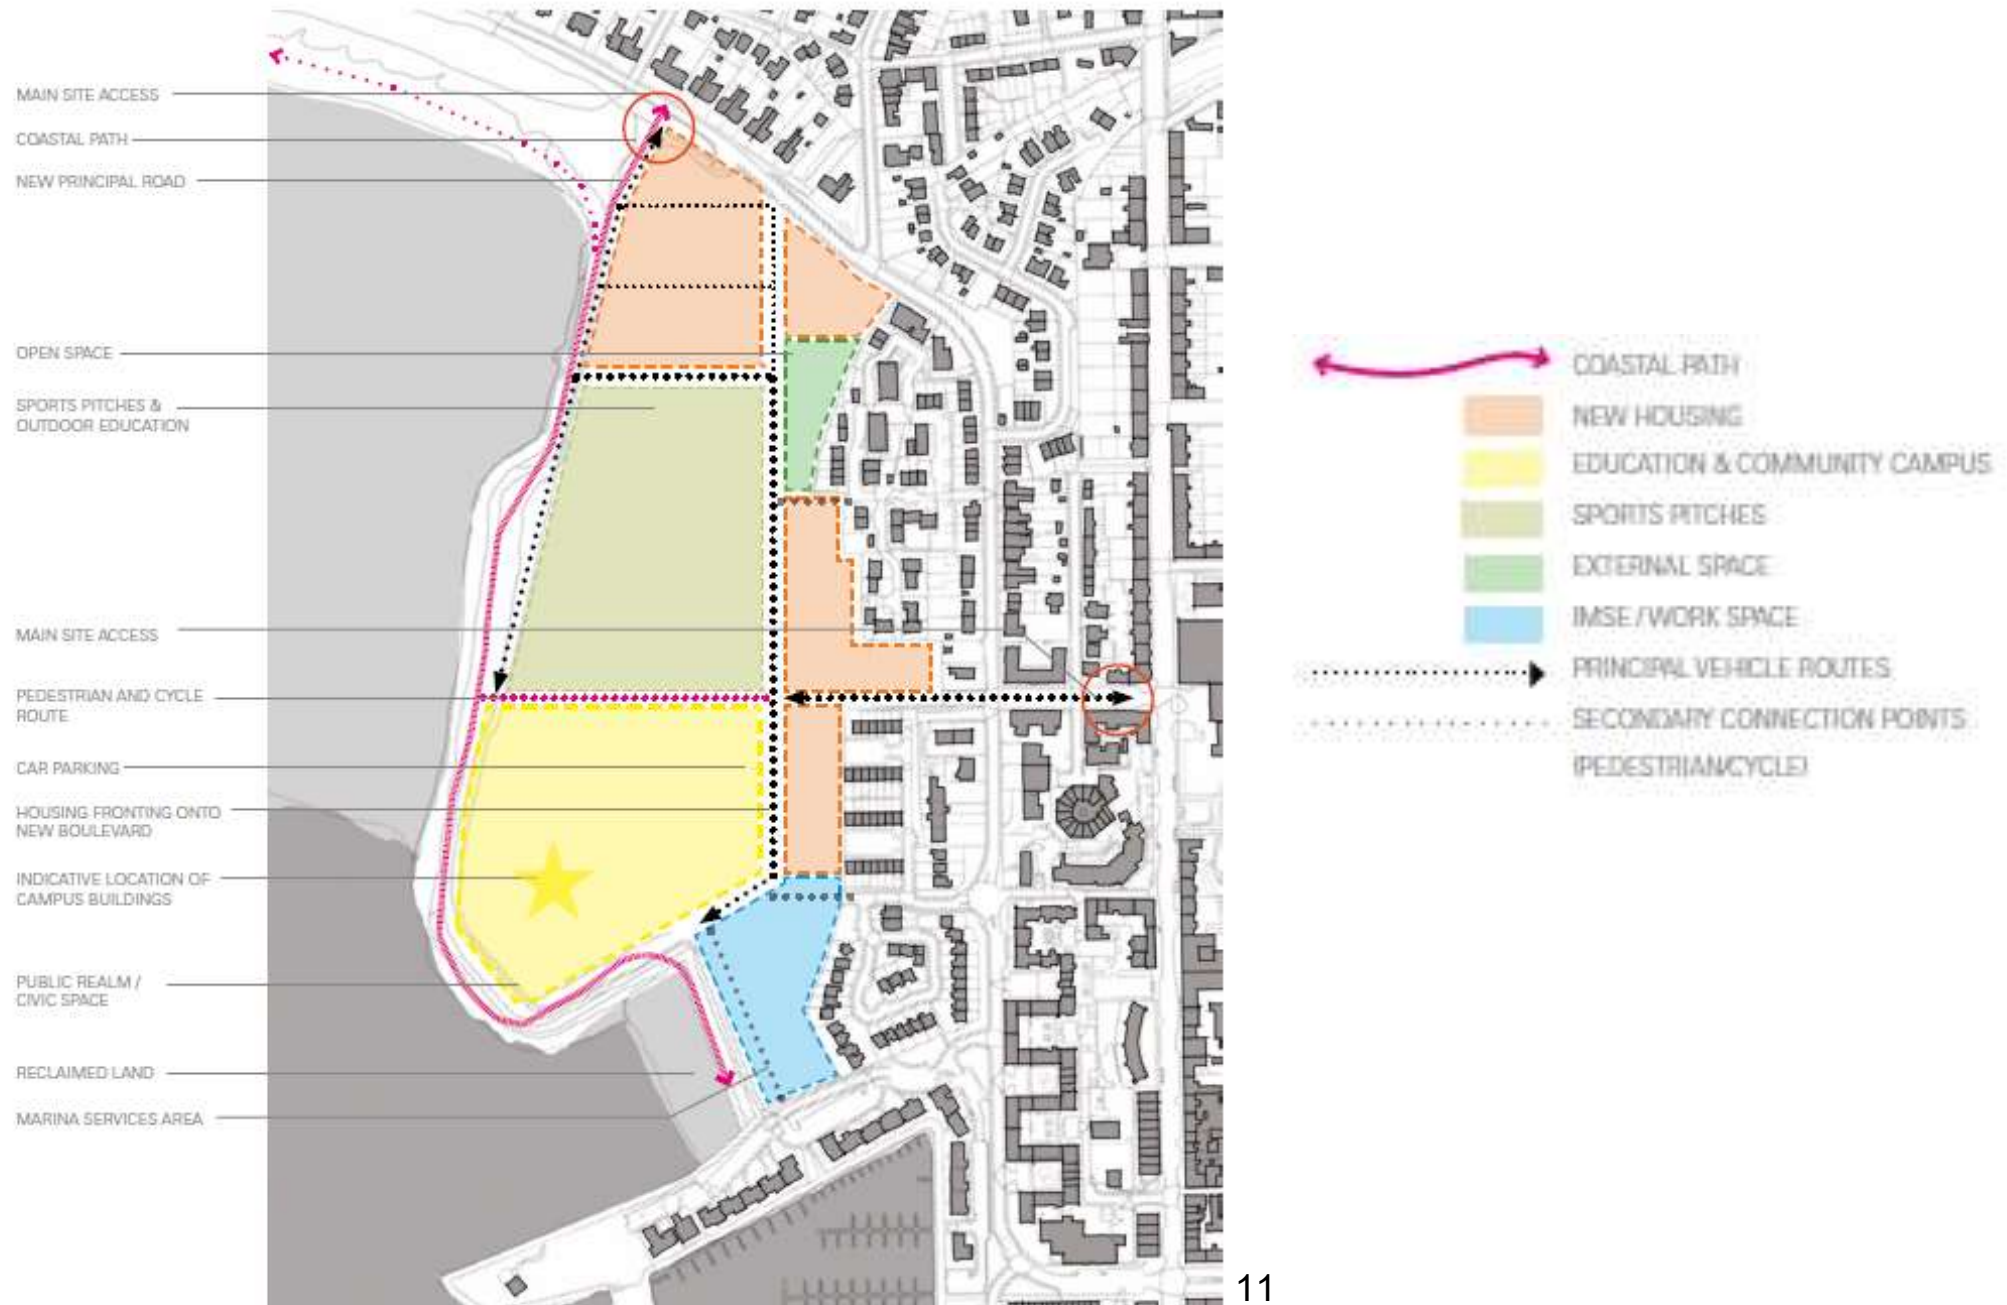 MAIN SITE ACCESS
COASTAL PATH
NEW PRINCIPAL ROAD
OPEN SPACE
SPORTS PITCHES &
OUTDOOR EDUCATION
MAIN SITE ACCESS
PEDESTRIAN AND CYCLE
ROUTE
CAR PARKING
HOUSING FRONTING ONTO
NEW BOULEVARD
INDICATIVE LOCATION OF
CAMPUS BUILDINGS
PUBLIC REALM /
CIVIC SPACE
RECLAIMED LAND
MARINA SERVICES AREA
COASTAL PATH
NEW HOUSING
EDUCATION & COMMUNITY CAMPUS
SPORTS PITCHES
EXTERNAL SPACE
IMSE / WORK SPACE
PRINCIPAL VEHICLE ROUTES
SECONDARY CONNECTION POINTS
(PEDESTRIAN/CYCLE)
11